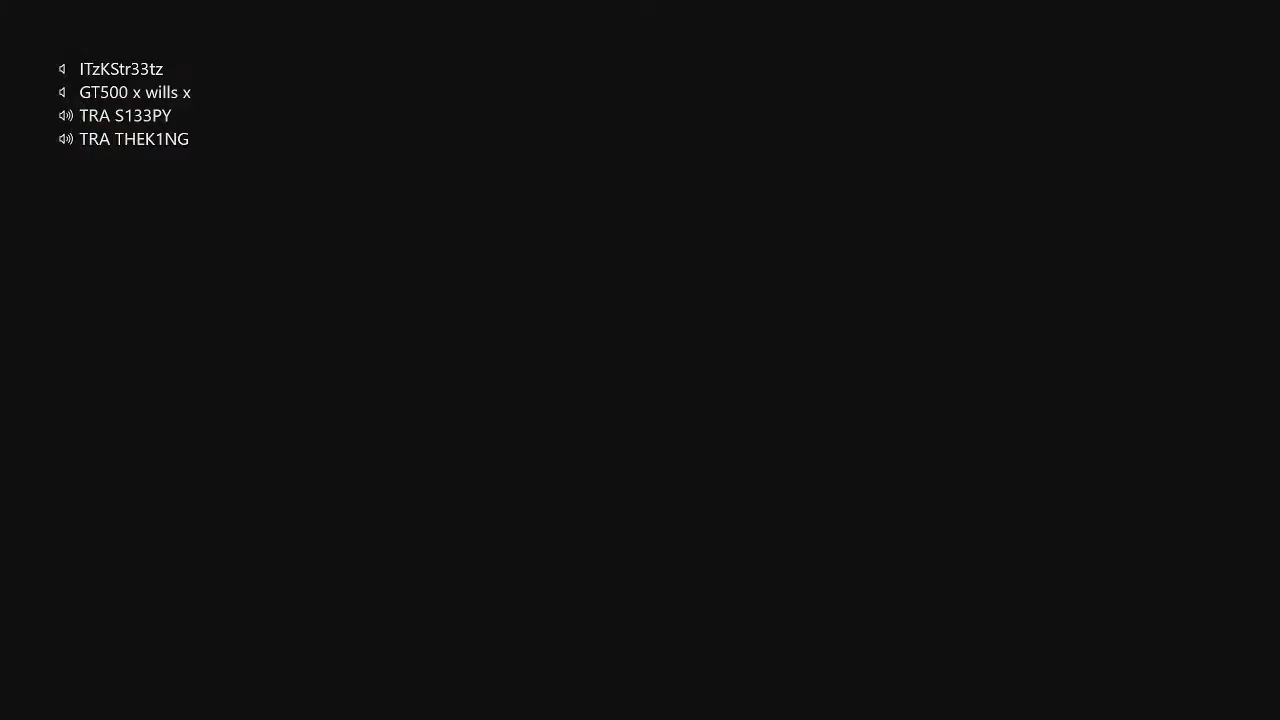 ITzKStr33tz
GT500 x wills x
TRA S133PY
TRA THEK1NG